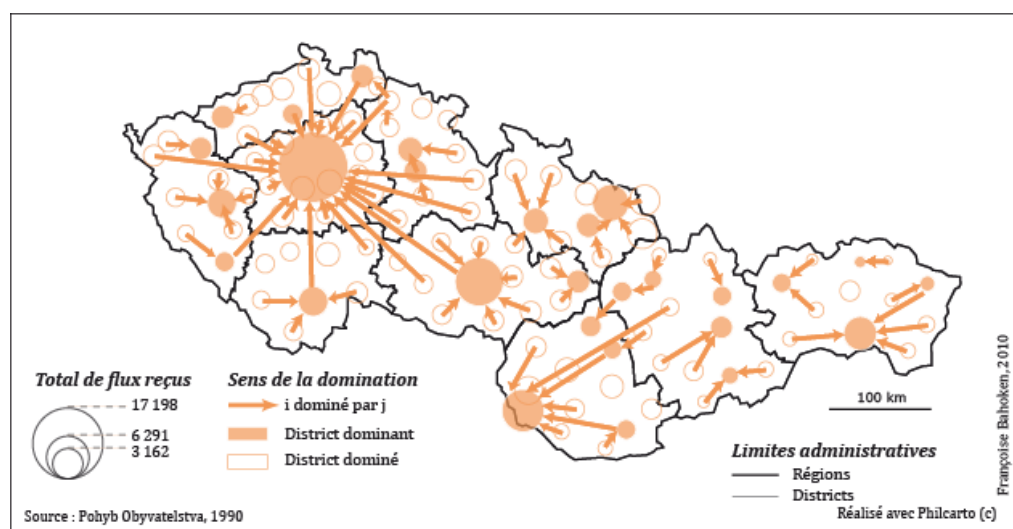 Total de flux reçus
17 198
6 291
3 162
Sens de la domination
i dominé par j
District dominant
District dominé
100 km
Limites administratives
Régions
Districts
Françoise Bahoken, 2010
Source : Pohyb Obyvatelstva, 1990
Réalisé avec Philcarto (c)